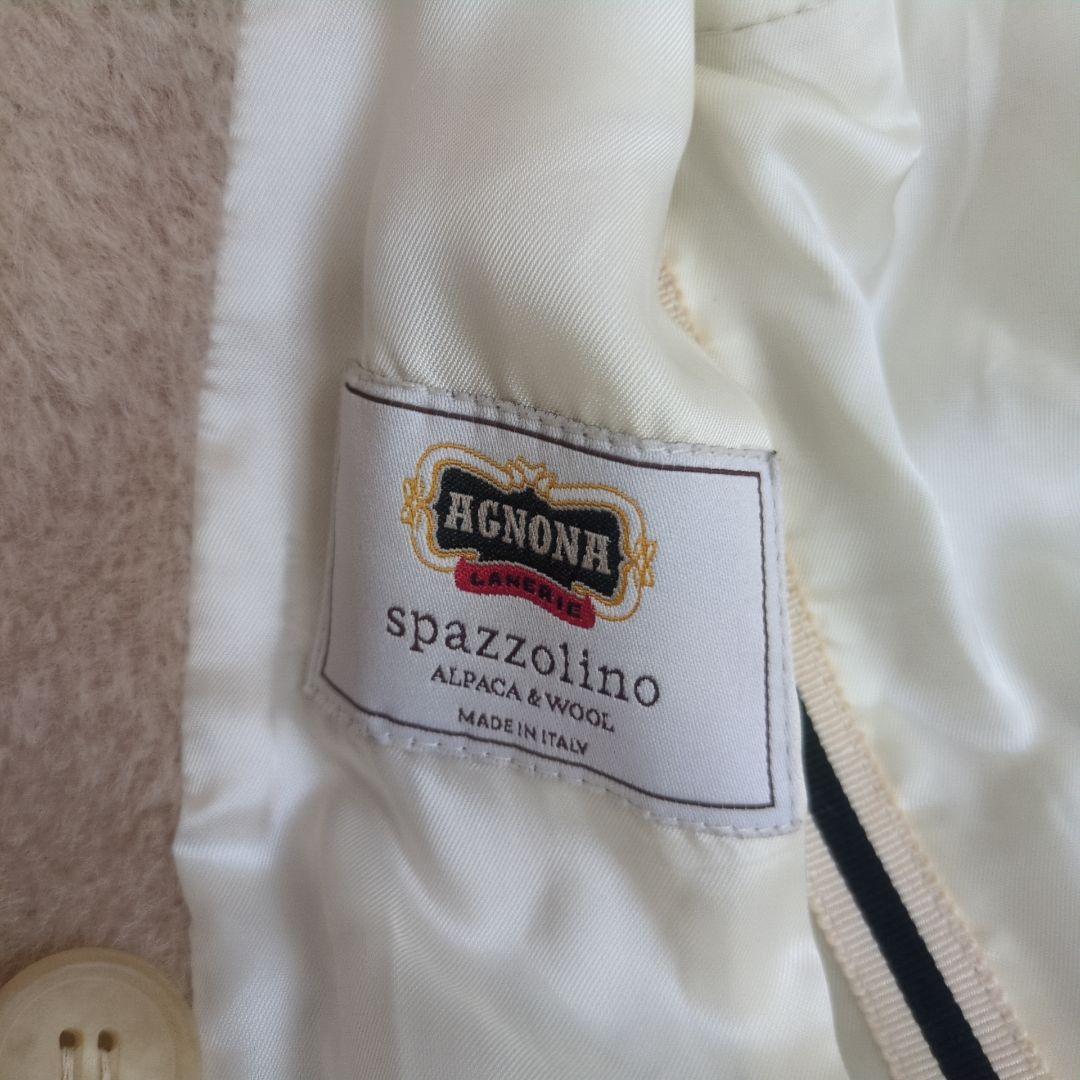 AGNONA
LANERIE
spazzolino
ALPACA & WOOL
MADE IN ITALY